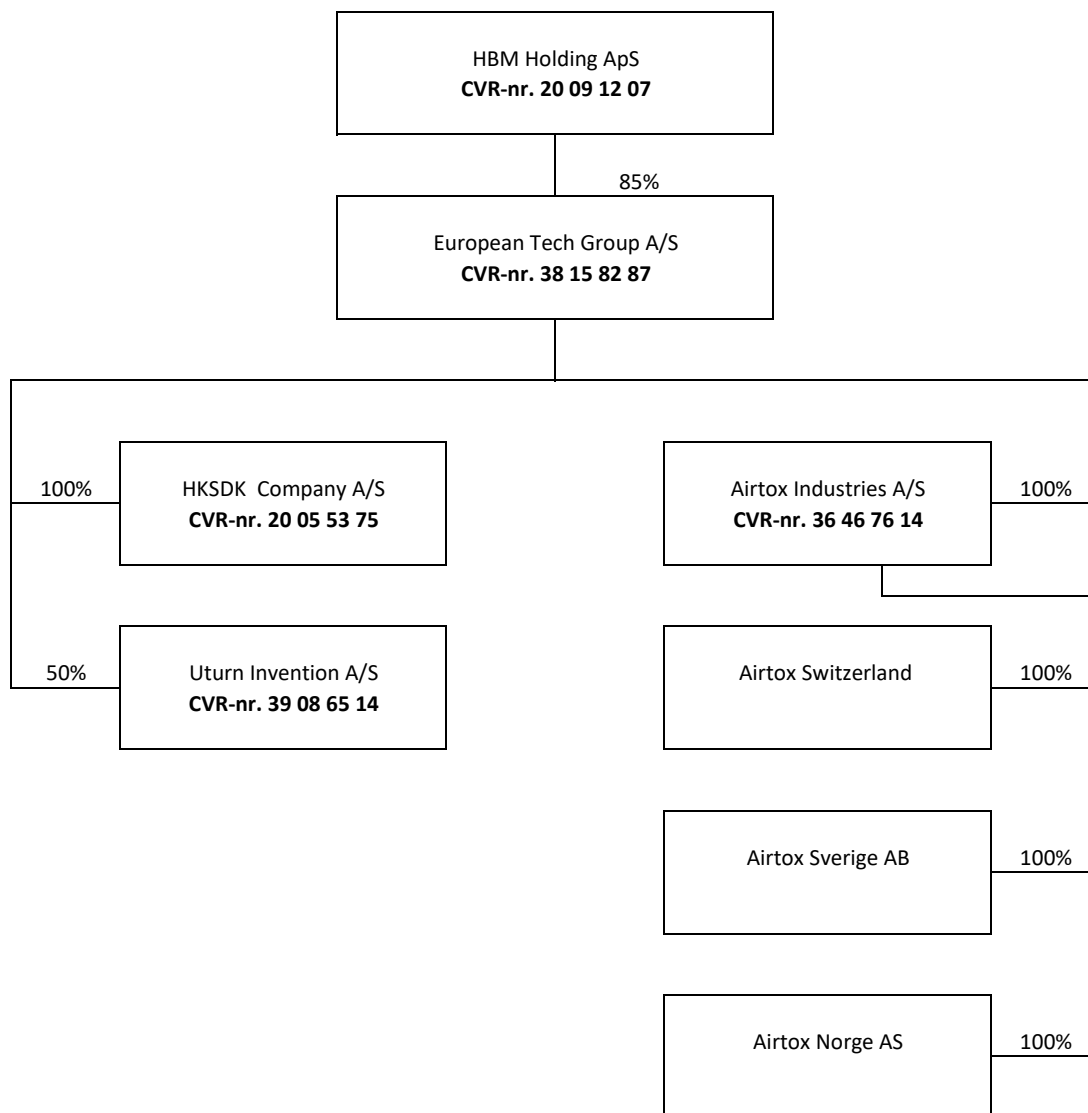 HBM Holding ApS
CVR-nr. 20 09 12 07
85%
European Tech Group A/S
CVR-nr. 38 15 82 87
100%
HKSDK  Company A/S
CVR-nr. 20 05 53 75
Airtox Industries A/S
CVR-nr. 36 46 76 14
100%
50%
Uturn Invention A/S
CVR-nr. 39 08 65 14
Airtox Switzerland
100%
Airtox Sverige AB
100%
Airtox Norge AS
100%